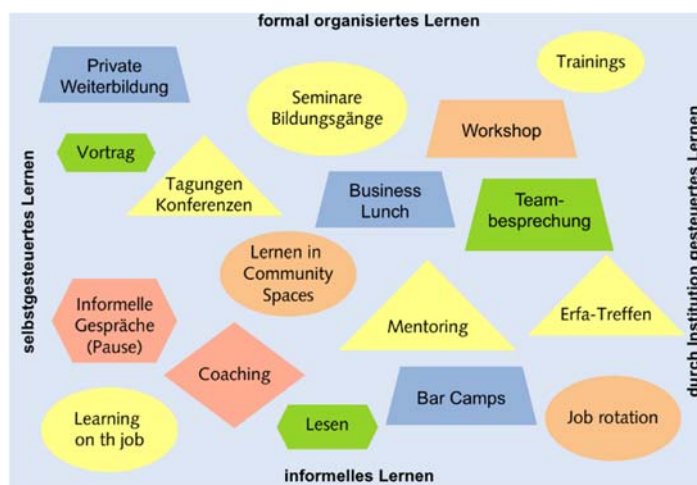 formal organisiertes Lernen
Private
Weiterbildung
Trainings
Seminare
Bildungsgänge
Workshop
Vortrag
Tagungen
Konferenzen
Business
Lunch
Team-
besprechung
selbstgesteuertes Lernen
durch Institution gesteuertes Lernen
Lernen in
Community
Spaces
Informelle
Gespräche
(Pause)
Mentoring
Erfa-Treffen
Coaching
Bar Camps
Learning
on th job
Lesen
Job rotation
informelles Lernen